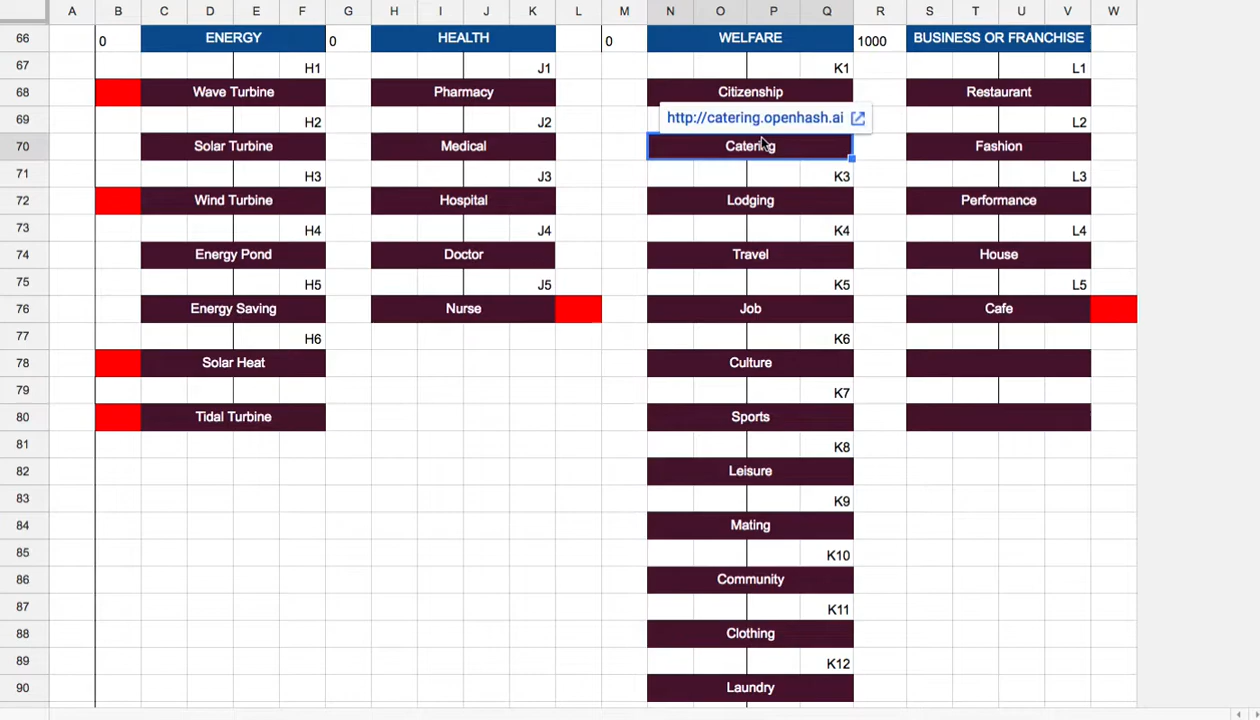 A B C D E F G H I J K L M N O P Q R S T U V W
66 0 ENERGY 0 HEALTH 0 WELFARE 1000 BUSINESS OR FRANCHISE
67 H1 J1 K1 L1
68 Wave Turbine Pharmacy Citizenship Restaurant
69 H2 J2 http://catering.openhash.ai L2
70 Solar Turbine Medical Catering Fashion
71 H3 J3 K3 L3
72 Wind Turbine Hospital Lodging Performance
73 H4 J4 K4 L4
74 Energy Pond Doctor Travel House
75 H5 J5 K5 L5
76 Energy Saving Nurse Job Cafe
77 H6 K6
78 Solar Heat Culture
79 K7
80 Tidal Turbine Sports
81 K8
82 Leisure
83 K9
84 Mating
85 K10
86 Community
87 K11
88 Clothing
89 K12
90 Laundry